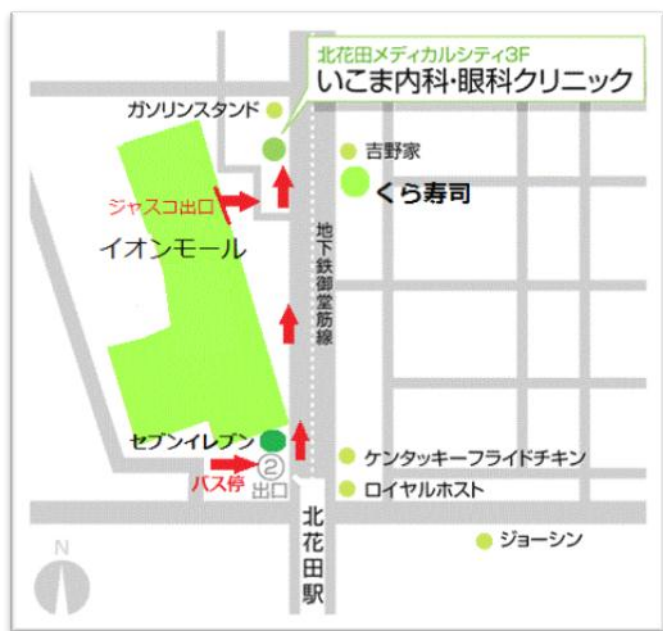 北花田メディカルシティ3F
いこま内科・眼科クリニック
ガソリンスタンド
吉野家
くら寿司
ジャスコ出口
イオンモール
地下鉄御堂筋線
セブンイレブン
バス停
②
出口
ケンタッキーフライドチキン
ロイヤルホスト
北花田駅
ジョーシン
N